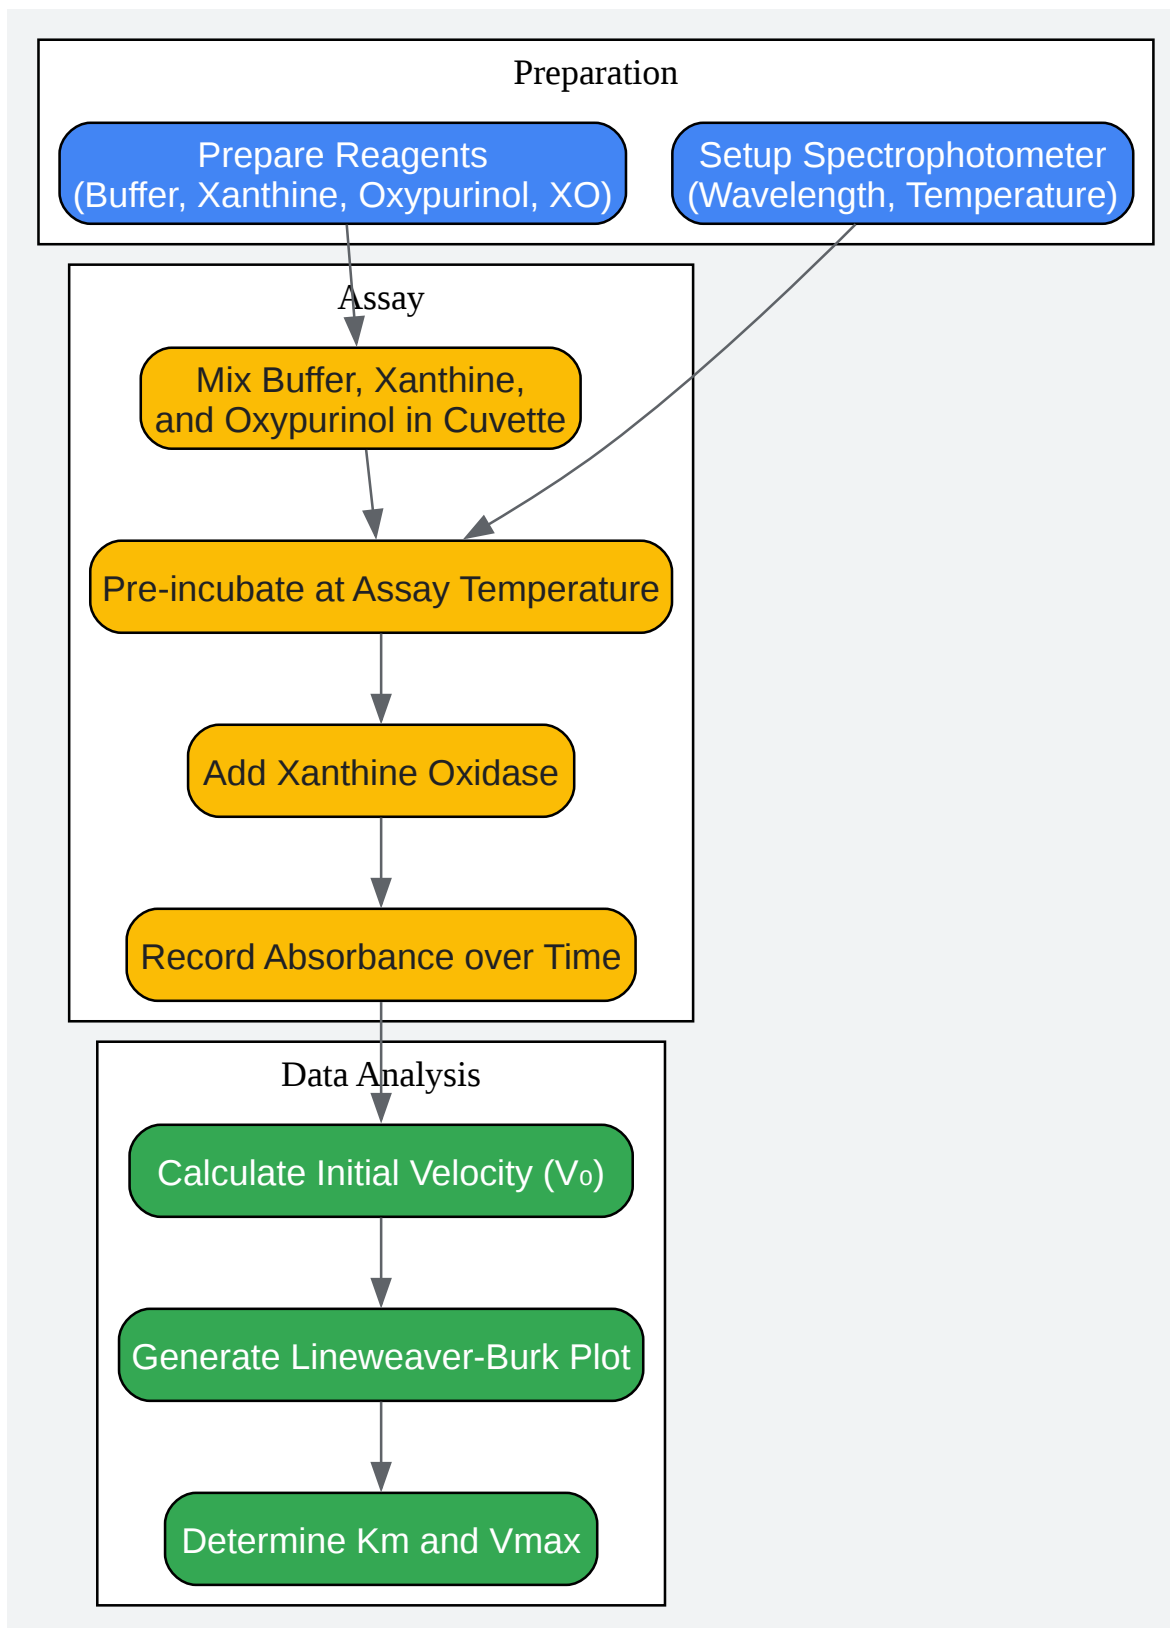 Preparation
Prepare Reagents
(Buffer, Xanthine, Oxypurinol, XO)
Setup Spectrophotometer
(Wavelength, Temperature)
Assay
Mix Buffer, Xanthine,
and Oxypurinol in Cuvette
Pre-incubate at Assay Temperature
Add Xanthine Oxidase
Record Absorbance over Time
Data Analysis
Calculate Initial Velocity (V₀)
Generate Lineweaver-Burk Plot
Determine Km and Vmax